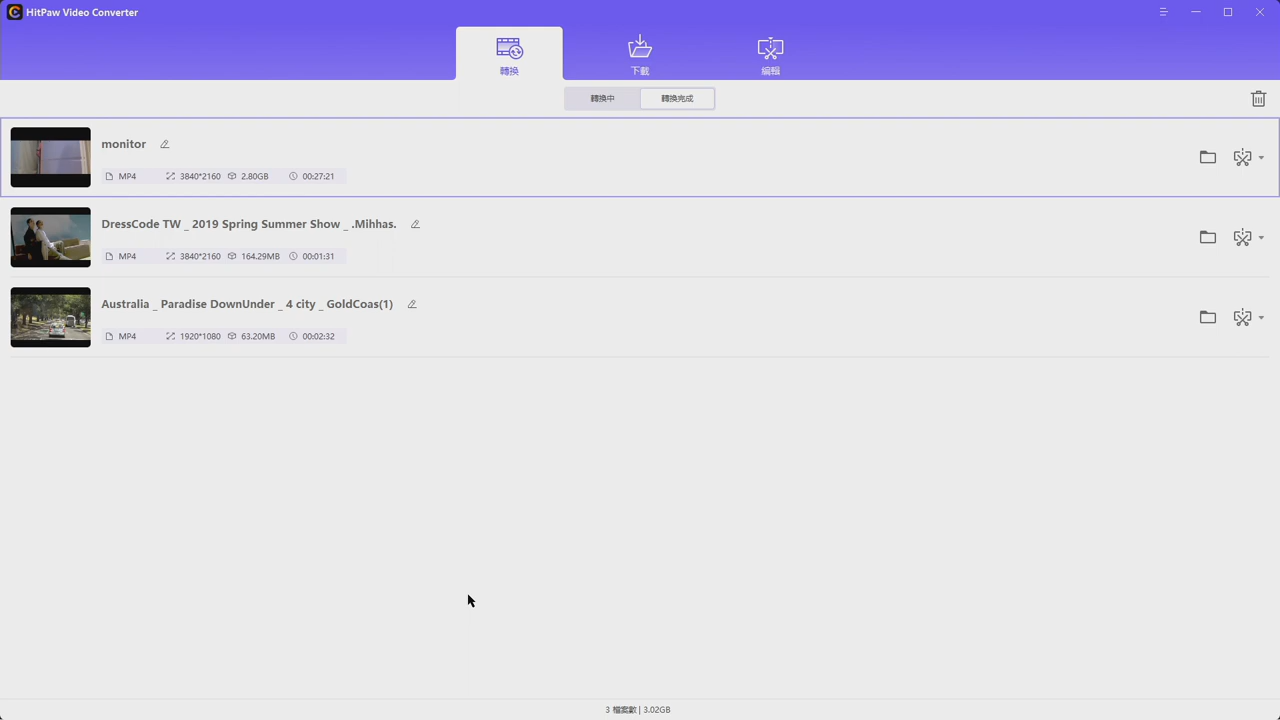 HitPaw Video Converter
轉換
下載
編輯
轉換中
轉換完成
monitor
MP4 3840*2160 2.80GB 00:27:21
DressCode TW _ 2019 Spring Summer Show _ .Mihhas.
MP4 3840*2160 164.29MB 00:01:31
Australia _ Paradise DownUnder _ 4 city _ GoldCoas(1)
MP4 1920*1080 63.20MB 00:02:32
3 檔案數 | 3.02GB